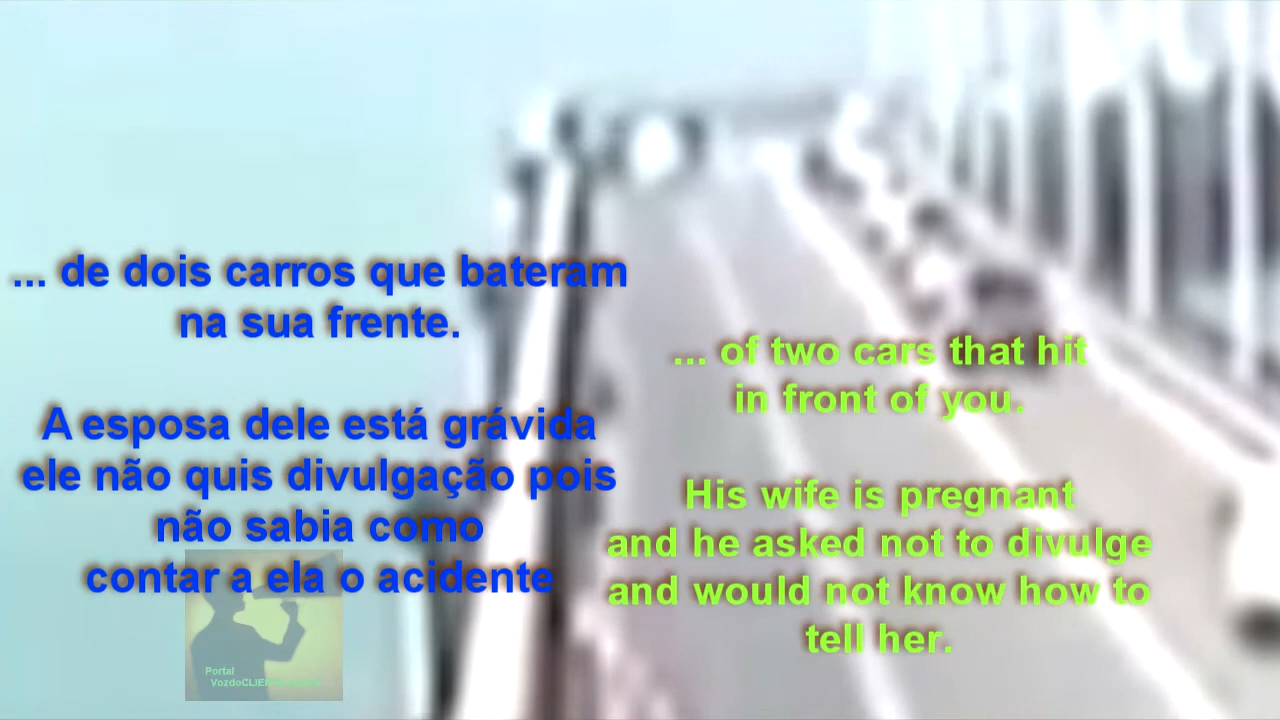 ... de dois carros que bateram
na sua frente.
A esposa dele está grávida
ele não quis divulgação pois
não sabia como
contar a ela o acidente
... of two cars that hit
in front of you.
His wife is pregnant
and he asked not to divulge
and would not know how to
tell her.
Portal